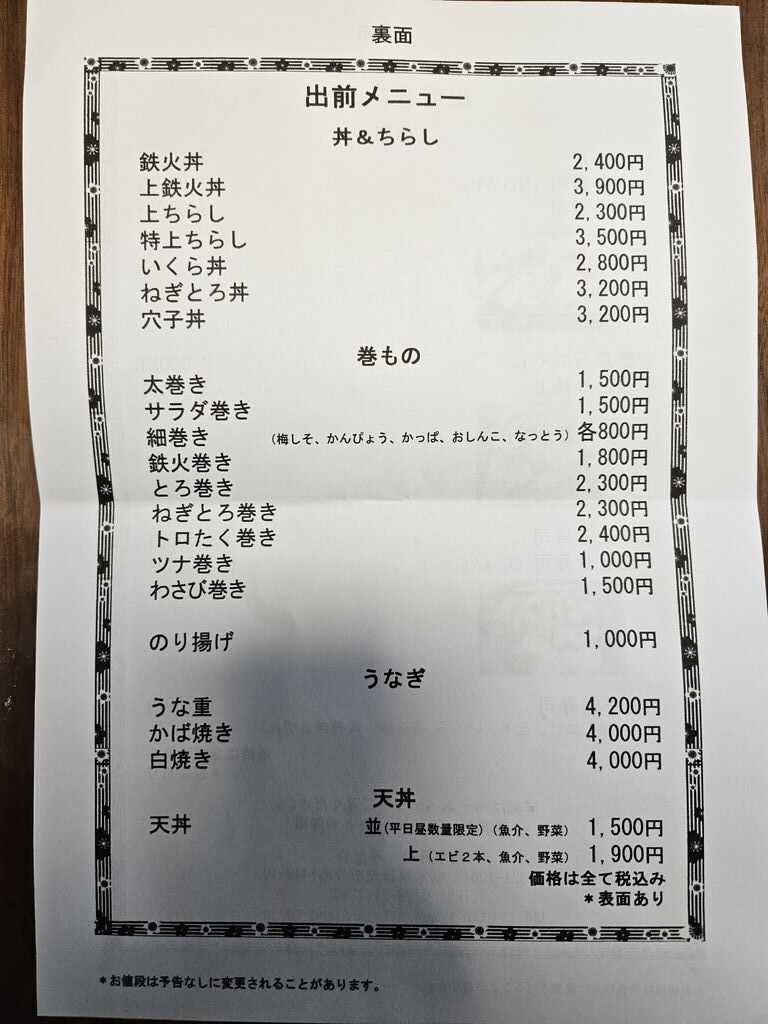 裏面
出前メニュー
丼＆ちらし
鉄火丼 2,400円
上鉄火丼 3,900円
上ちらし 2,300円
特上ちらし 3,500円
いくら丼 2,800円
ねぎとろ丼 3,200円
穴子丼 3,200円
巻もの
太巻き 1,500円
サラダ巻き 1,500円
細巻き （梅しそ、かんぴょう、かっぱ、おしんこ、なっとう） 各800円
鉄火巻き 1,800円
とろ巻き 2,300円
ねぎとろ巻き 2,300円
トロたく巻き 2,400円
ツナ巻き 1,000円
わさび巻き 1,500円
のり揚げ 1,000円
うなぎ
うな重 4,200円
かば焼き 4,000円
白焼き 4,000円
天丼
天丼 並(平日昼数量限定)（魚介、野菜） 1,500円
上（エビ２本、魚介、野菜） 1,900円
価格は全て税込み
＊表面あり
＊お値段は予告なしに変更されることがあります。